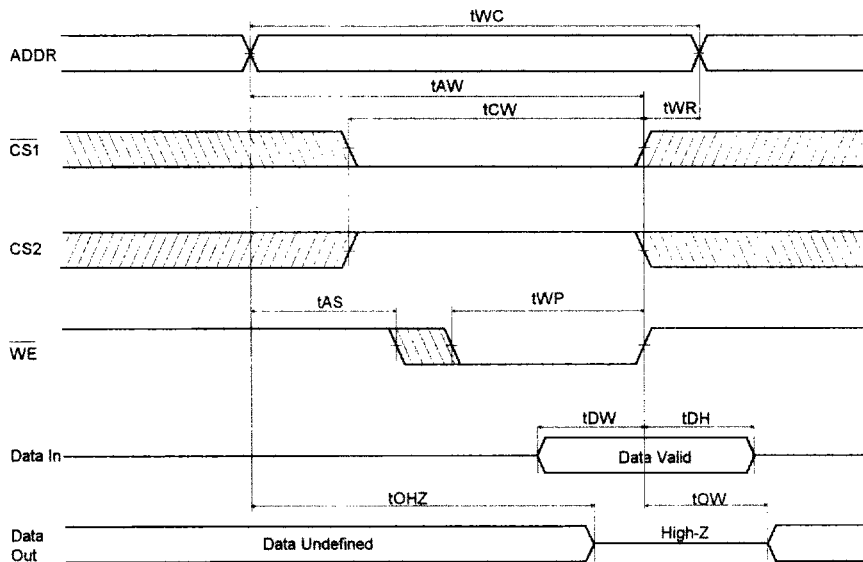 tWC
ADDR
tAW
tCW
tWR
CS1
CS2
tAS
tWP
WE
tDW
tDH
Data In
Data Valid
tOHZ
tOW
Data Out
Data Undefined
High-Z